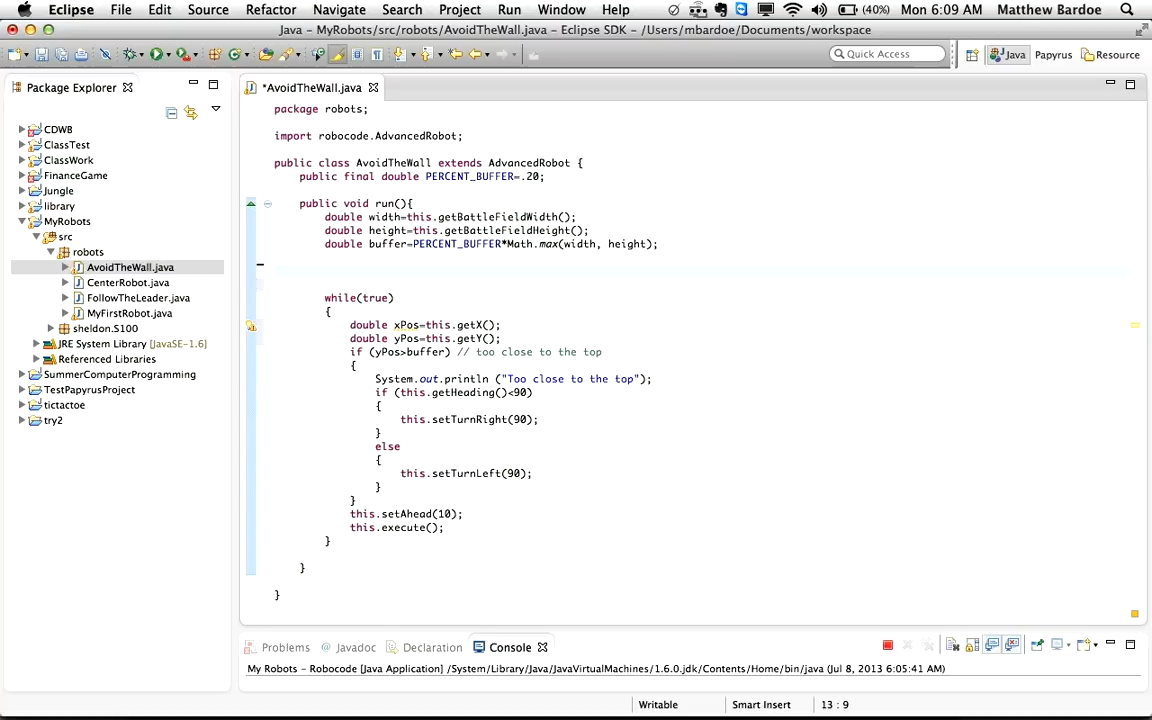 Eclipse File Edit Source Refactor Navigate Search Project Run Window Help (40%) Mon 6:09 AM Matthew Bardoe
Java – MyRobots/src/robots/AvoidTheWall.java – Eclipse SDK – /Users/mbardoe/Documents/workspace
Quick Access Java Papyrus Resource
Package Explorer
CDWB
ClassTest
ClassWork
FinanceGame
Jungle
library
MyRobots
src
robots
AvoidTheWall.java
CenterRobot.java
FollowTheLeader.java
MyFirstRobot.java
sheldon.S100
JRE System Library [JavaSE-1.6]
Referenced Libraries
SummerComputerProgramming
TestPapyrusProject
tictactoe
try2
*AvoidTheWall.java
package robots;
import robocode.AdvancedRobot;
public class AvoidTheWall extends AdvancedRobot {
public final double PERCENT_BUFFER=.20;
public void run(){
double width=this.getBattleFieldWidth();
double height=this.getBattleFieldHeight();
double buffer=PERCENT_BUFFER*Math.max(width, height);
while(true)
{
double xPos=this.getX();
double yPos=this.getY();
if (yPos>buffer) // too close to the top
{
System.out.println ("Too close to the top");
if (this.getHeading()<90)
{
this.setTurnRight(90);
}
else
{
this.setTurnLeft(90);
}
}
this.setAhead(10);
this.execute();
}
}
}
Problems @ Javadoc Declaration Console
My Robots - Robocode [Java Application] /System/Library/Java/JavaVirtualMachines/1.6.0.jdk/Contents/Home/bin/java (Jul 8, 2013 6:05:41 AM)
Writable Smart Insert 13 : 9